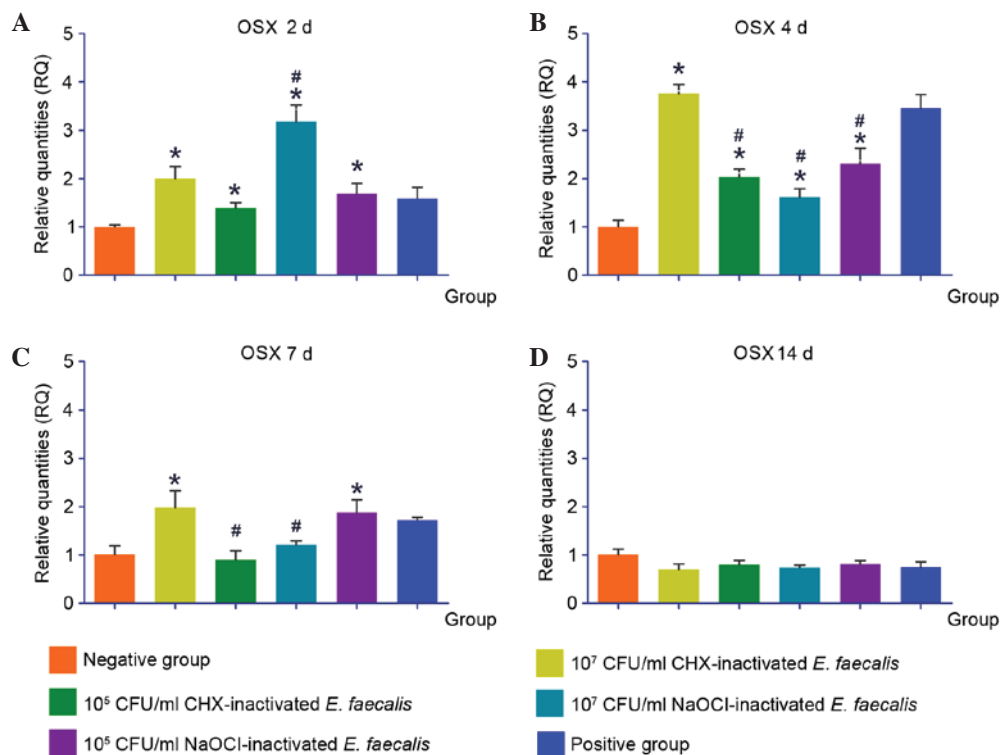 A
OSX 2 d
Relative quantities (RQ)
5
4
3
2
1
0
*
*
#
*
*
Group
B
OSX 4 d
Relative quantities (RQ)
5
4
3
2
1
0
*
#
*
#
*
#
*
Group
C
OSX 7 d
Relative quantities (RQ)
5
4
3
2
1
0
*
#
#
*
Group
D
OSX 14 d
Relative quantities (RQ)
5
4
3
2
1
0
Group
Negative group
10⁵ CFU/ml CHX-inactivated E. faecalis
10⁵ CFU/ml NaOCI-inactivated E. faecalis
10⁷ CFU/ml CHX-inactivated E. faecalis
10⁷ CFU/ml NaOCI-inactivated E. faecalis
Positive group